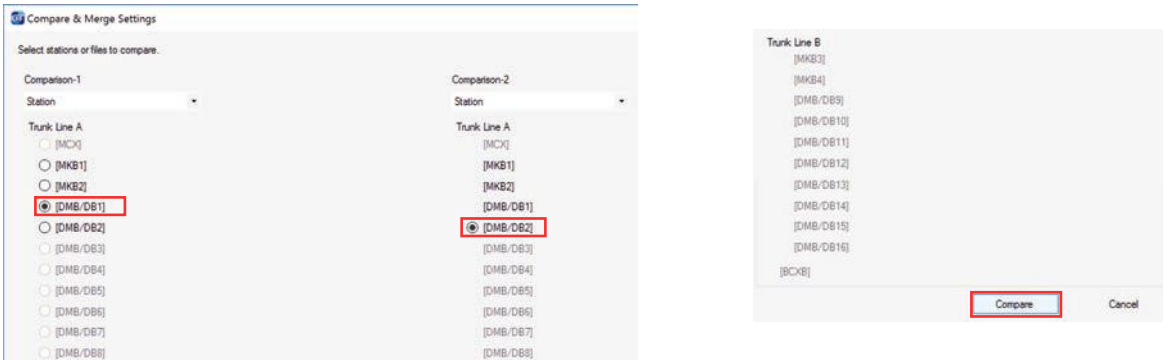 Compare & Merge Settings
Select stations or files to compare.
Comparison-1
Station
Trunk Line A
[MCX]
[MKB1]
[MKB2]
[DMB/DB1]
[DMB/DB2]
[DMB/DB3]
[DMB/DB4]
[DMB/DB5]
[DMB/DB6]
[DMB/DB7]
[DMB/DB8]
Comparison-2
Station
Trunk Line A
[MCX]
[MKB1]
[MKB2]
[DMB/DB1]
[DMB/DB2]
[DMB/DB3]
[DMB/DB4]
[DMB/DB5]
[DMB/DB6]
[DMB/DB7]
[DMB/DB8]
Trunk Line B
[MKB3]
[MKB4]
[DMB/DB9]
[DMB/DB10]
[DMB/DB11]
[DMB/DB12]
[DMB/DB13]
[DMB/DB14]
[DMB/DB15]
[DMB/DB16]
[BCXB]
Compare Cancel